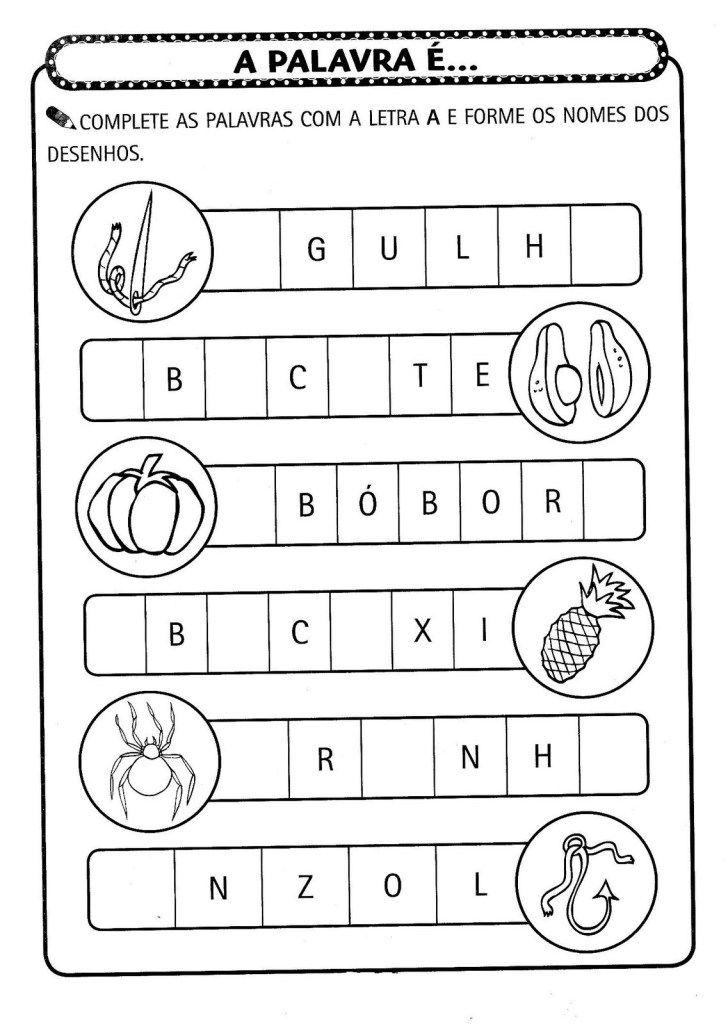 A PALAVRA É...
COMPLETE AS PALAVRAS COM A LETRA A E FORME OS NOMES DOS
DESENHOS.
G U L H
B C T E
B Ó B O R
B C X I
R N H
N Z O L